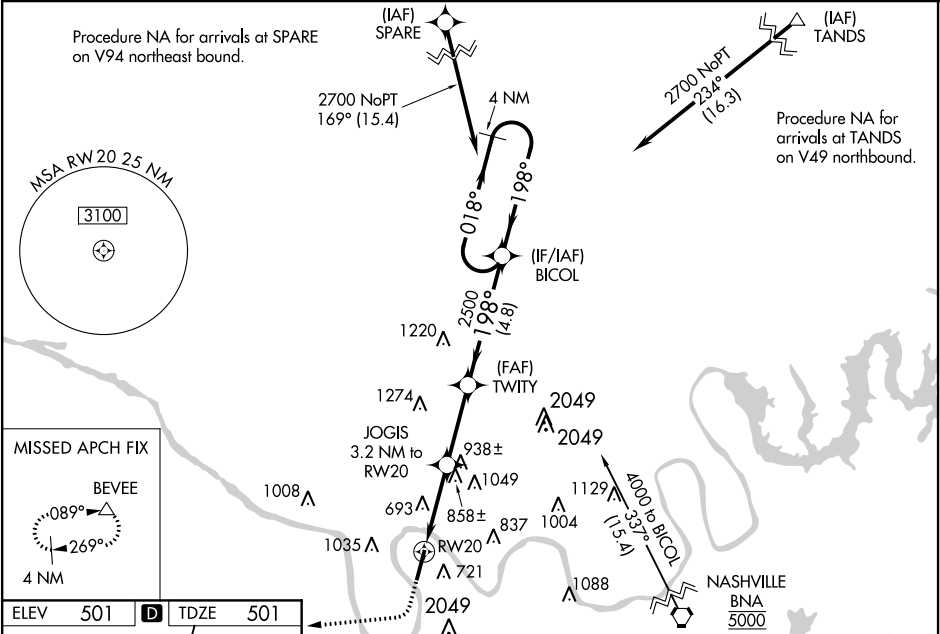 Procedure NA for arrivals at SPARE
on V94 northeast bound.
(IAF)
SPARE
(IAF)
TANDS
2700 NoPT
169° (15.4)
4 NM
2700 NoPT
234°
(16.3)
Procedure NA for
arrivals at TANDS
on V49 northbound.
MSA RW20 25 NM
3100
018°
198°
(IF/IAF)
BICOL
2500
198°
(4.8)
1220
(FAF)
TWITY
1274
2049
2049
JOGIS
3.2 NM to
RW20
938±
1049
858±
1008
693
1035
837
1004
1129
4000 to BICOL
337°
(15.4)
RW20
721
1088
2049
NASHVILLE
BNA
5000
MISSED APCH FIX
BEVEE
089°
269°
4 NM
ELEV 501 D TDZE 501